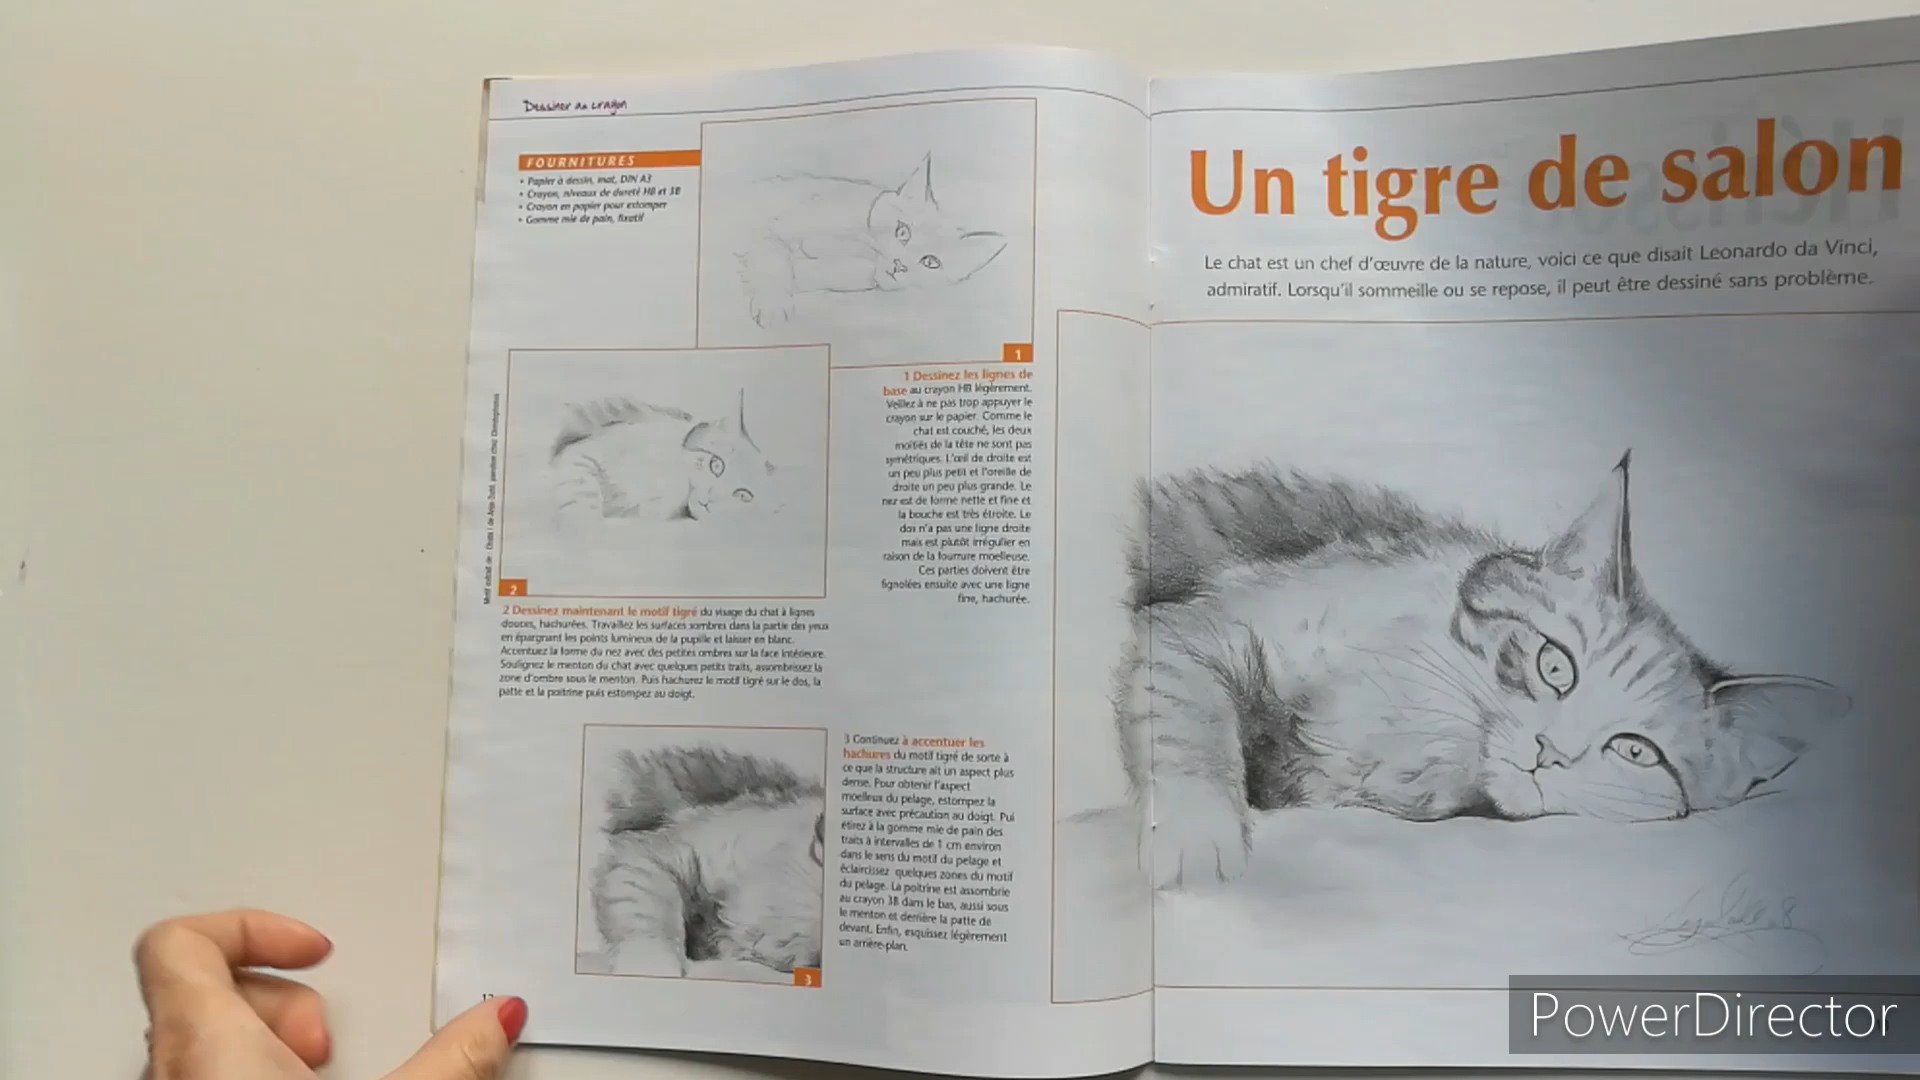 Dessiner au crayon
FOURNITURES
• Papier à dessin, mat, DIN A3
• Crayon, niveaux de dureté HB et 3B
• Crayon en papier pour estomper
• Gomme mie de pain, fixatif
1
1 Dessinez les lignes de
base au crayon HB légèrement.
Veillez à ne pas trop appuyer le
crayon sur le papier. Comme le
chat est couché, les deux
moitiés de la tête ne sont pas
symétriques. L'œil de droite est
un peu plus petit et l'oreille de
droite un peu plus grande. Le
nez est de forme nette et fine et
la bouche est très étroite. Le
dos n'a pas une ligne droite
mais est plutôt irrégulier en
raison de la fourrure moelleuse.
Ces parties doivent être
fignolées ensuite avec une ligne
fine, hachurée.
2
2 Dessinez maintenant le motif tigré du visage du chat à lignes
douces, hachurées. Travaillez les surfaces sombres dans la partie des yeux
en épargnant les points lumineux de la pupille et laisser en blanc.
Accentuez la forme du nez avec des petites ombres sur la face intérieure.
Soulignez le menton du chat avec quelques petits traits, assombrissez la
zone d'ombre sous le menton. Puis hachurez le motif tigré sur le dos, la
patte et la poitrine puis estompez au doigt.
3 Continuez à accentuer les
hachures du motif tigré de sorte à
ce que la structure ait un aspect plus
dense. Pour obtenir l'aspect
moelleux du pelage, estompez la
surface avec précaution au doigt. Pui
étirez à la gomme mie de pain des
traits à intervalles de 1 cm environ
dans le sens du motif du pelage et
éclaircissez quelques zones du motif
du pelage. La poitrine est assombrie
au crayon 3B dans le bas, aussi sous
le menton et derrière la patte de
devant. Enfin, esquissez légèrement
un arrière-plan.
3
Un tigre de salon
Le chat est un chef d'œuvre de la nature, voici ce que disait Leonardo da Vinci,
admiratif. Lorsqu'il sommeille ou se repose, il peut être dessiné sans problème.
PowerDirector